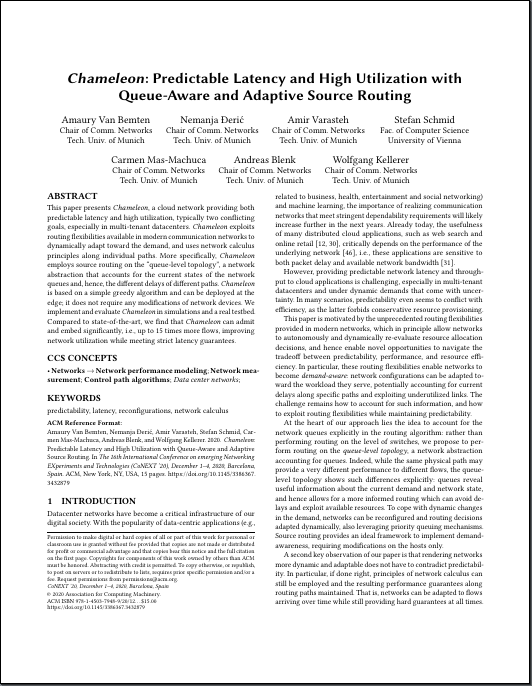 Chameleon: Predictable Latency and High Utilization with
Queue-Aware and Adaptive Source Routing
Amaury Van Bemten
Chair of Comm. Networks
Tech. Univ. of Munich
Nemanja Đerić
Chair of Comm. Networks
Tech. Univ. of Munich
Amir Varasteh
Chair of Comm. Networks
Tech. Univ. of Munich
Stefan Schmid
Fac. of Computer Science
University of Vienna
Carmen Mas-Machuca
Chair of Comm. Networks
Tech. Univ. of Munich
Andreas Blenk
Chair of Comm. Networks
Tech. Univ. of Munich
Wolfgang Kellerer
Chair of Comm. Networks
Tech. Univ. of Munich
ABSTRACT
This paper presents Chameleon, a cloud network providing both
predictable latency and high utilization, typically two conflicting
goals, especially in multi-tenant datacenters. Chameleon exploits
routing flexibilities available in modern communication networks to
dynamically adapt toward the demand, and uses network calculus
principles along individual paths. More specifically, Chameleon
employs source routing on the "queue-level topology", a network
abstraction that accounts for the current states of the network
queues and, hence, the different delays of different paths. Chameleon
is based on a simple greedy algorithm and can be deployed at the
edge; it does not require any modifications of network devices. We
implement and evaluate Chameleon in simulations and a real testbed.
Compared to state-of-the-art, we find that Chameleon can admit
and embed significantly, i.e., up to 15 times more flows, improving
network utilization while meeting strict latency guarantees.
CCS CONCEPTS
• Networks → Network performance modeling; Network mea-
surement; Control path algorithms; Data center networks;
KEYWORDS
predictability, latency, reconfigurations, network calculus
ACM Reference Format:
Amaury Van Bemten, Nemanja Đerić, Amir Varasteh, Stefan Schmid, Car-
men Mas-Machuca, Andreas Blenk, and Wolfgang Kellerer. 2020. Chameleon:
Predictable Latency and High Utilization with Queue-Aware and Adaptive
Source Routing. In The 16th International Conference on emerging Networking
EXperiments and Technologies (CoNEXT '20), December 1–4, 2020, Barcelona,
Spain. ACM, New York, NY, USA, 15 pages. https://doi.org/10.1145/3386367.
3432879
1 INTRODUCTION
Datacenter networks have become a critical infrastructure of our
digital society. With the popularity of data-centric applications (e.g.,
Permission to make digital or hard copies of all or part of this work for personal or
classroom use is granted without fee provided that copies are not made or distributed
for profit or commercial advantage and that copies bear this notice and the full citation
on the first page. Copyrights for components of this work owned by others than ACM
must be honored. Abstracting with credit is permitted. To copy otherwise, or republish,
to post on servers or to redistribute to lists, requires prior specific permission and/or a
fee. Request permissions from permissions@acm.org.
CoNEXT '20, December 1–4, 2020, Barcelona, Spain
© 2020 Association for Computing Machinery.
ACM ISBN 978-1-4503-7948-9/20/12...$15.00
https://doi.org/10.1145/3386367.3432879
related to business, health, entertainment and social networking)
and machine learning, the importance of realizing communication
networks that meet stringent dependability requirements will likely
increase further in the next years. Already today, the usefulness
of many distributed cloud applications, such as web search and
online retail [12, 30], critically depends on the performance of the
underlying network [46], i.e., these applications are sensitive to
both packet delay and available network bandwidth [31].
However, providing predictable network latency and through-
put to cloud applications is challenging, especially in multi-tenant
datacenters and under dynamic demands that come with uncer-
tainty. In many scenarios, predictability even seems to conflict with
efficiency, as the latter forbids conservative resource provisioning.
This paper is motivated by the unprecedented routing flexibilities
provided in modern networks, which in principle allow networks
to autonomously and dynamically re-evaluate resource allocation
decisions, and hence enable novel opportunities to navigate the
tradeoff between predictability, performance, and resource effi-
ciency. In particular, these routing flexibilities enable networks to
become demand-aware: network configurations can be adapted to-
ward the workload they serve, potentially accounting for current
delays along specific paths and exploiting underutilized links. The
challenge remains how to account for such information, and how
to exploit routing flexibilities while maintaining predictability.
At the heart of our approach lies the idea to account for the
network queues explicitly in the routing algorithm: rather than
performing routing on the level of switches, we propose to per-
form routing on the queue-level topology, a network abstraction
accounting for queues. Indeed, while the same physical path may
provide a very different performance to different flows, the queue-
level topology shows such differences explicitly: queues reveal
useful information about the current demand and network state,
and hence allows for a more informed routing which can avoid de-
lays and exploit available resources. To cope with dynamic changes
in the demand, networks can be reconfigured and routing decisions
adapted dynamically, also leveraging priority queuing mechanisms.
Source routing provides an ideal framework to implement demand-
awareness, requiring modifications on the hosts only.
A second key observation of our paper is that rendering networks
more dynamic and adaptable does not have to contradict predictabil-
ity. In particular, if done right, principles of network calculus can
still be employed and the resulting performance guarantees along
routing paths maintained. That is, networks can be adapted to flows
arriving over time while still providing hard guarantees at all times.